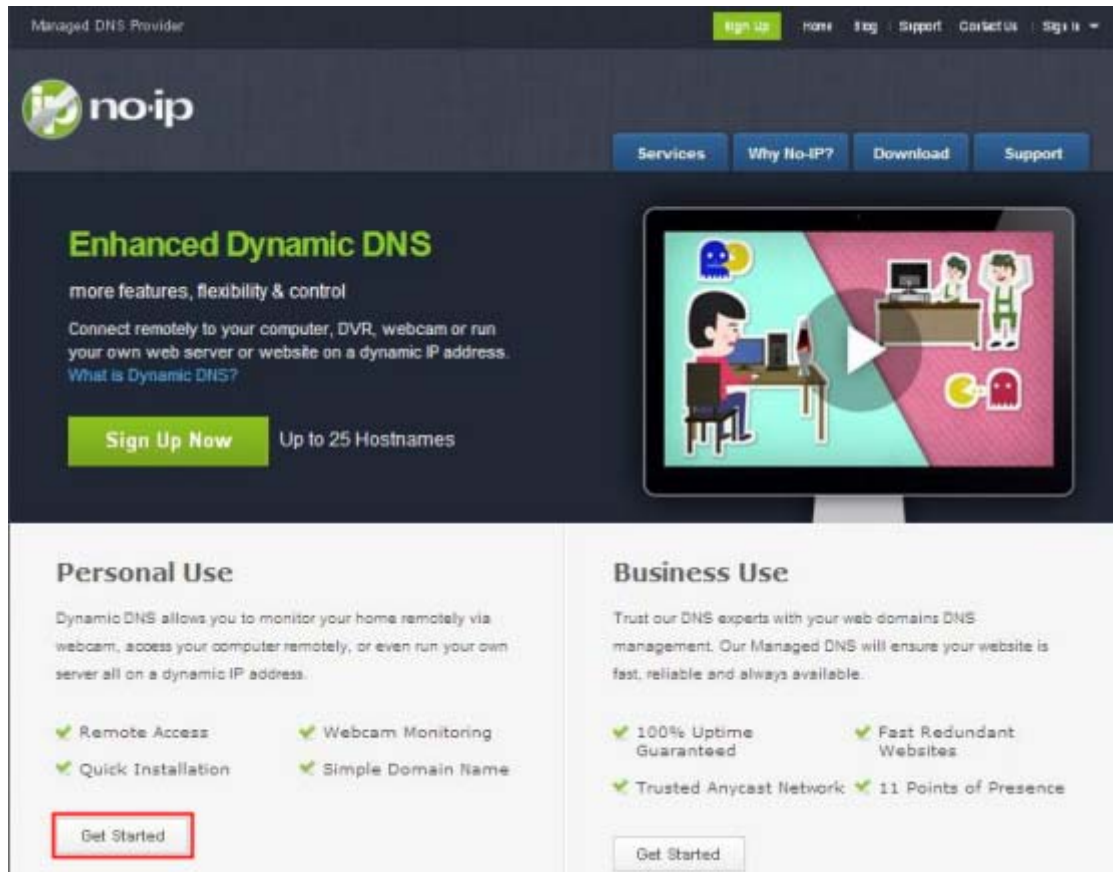 Managed DNS Provider
Sign Up Home Blog Support Contact Us Sign In
ip no·ip
Services Why No-IP? Download Support
Enhanced Dynamic DNS
more features, flexibility & control
Connect remotely to your computer, DVR, webcam or run
your own web server or website on a dynamic IP address.
What is Dynamic DNS?
Sign Up Now Up to 25 Hostnames
Personal Use
Dynamic DNS allows you to monitor your home remotely via
webcam, access your computer remotely, or even run your own
server all on a dynamic IP address.
Remote Access
Webcam Monitoring
Quick Installation
Simple Domain Name
Get Started
Business Use
Trust our DNS experts with your web domains DNS
management. Our Managed DNS will ensure your website is
fast, reliable and always available.
100% Uptime
Guaranteed
Fast Redundant
Websites
Trusted Anycast Network
11 Points of Presence
Get Started